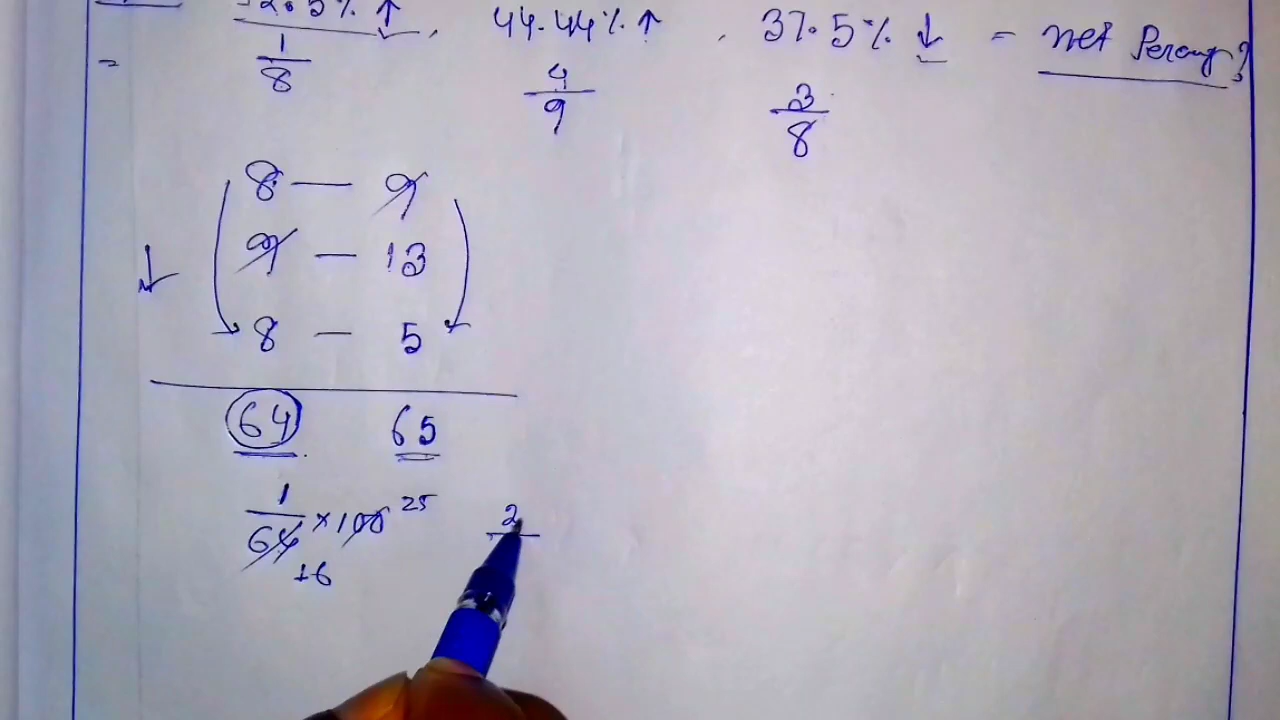 12.5% ↑, 44.44% ↑, 37.5% ↓ = net
= 1/8 4/9 3/8
8 — 9
9 — 13
8 — 5
64 65
1/64 × 100 25
16
2